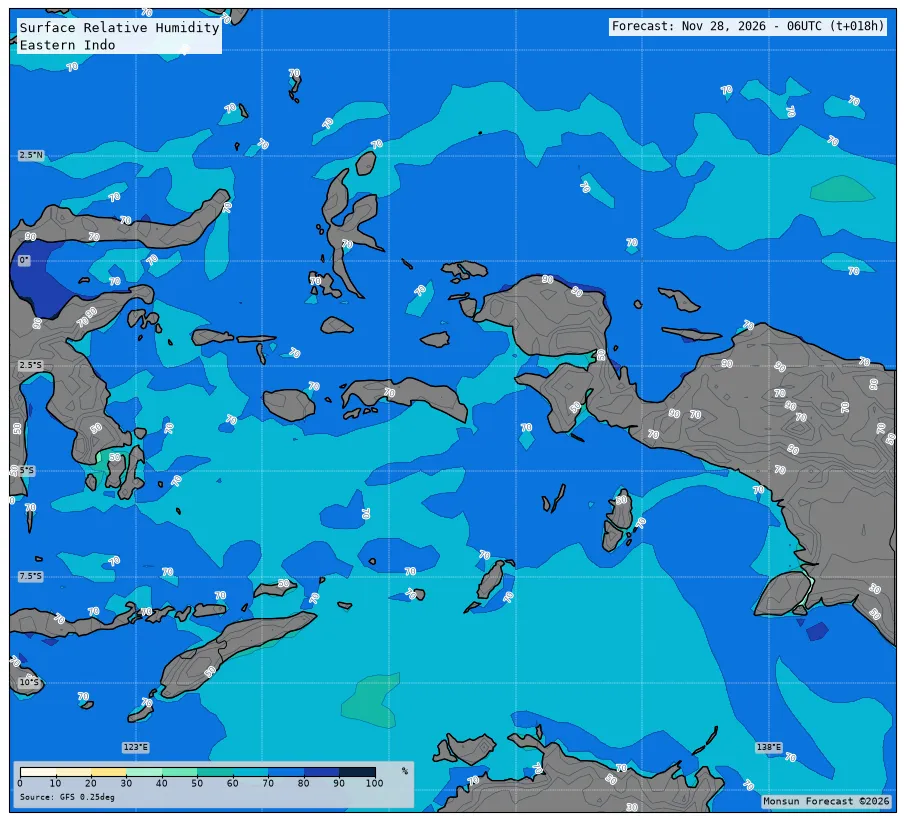 Surface Relative Humidity
Eastern Indo
Forecast: Nov 28, 2026 - 06UTC (t+018h)
2.5°N
0°
2.5°S
5°S
7.5°S
10°S
123°E
138°E
0 10 20 30 40 50 60 70 80 90 100 %
Source: GFS 0.25deg
Monsun Forecast ©2026